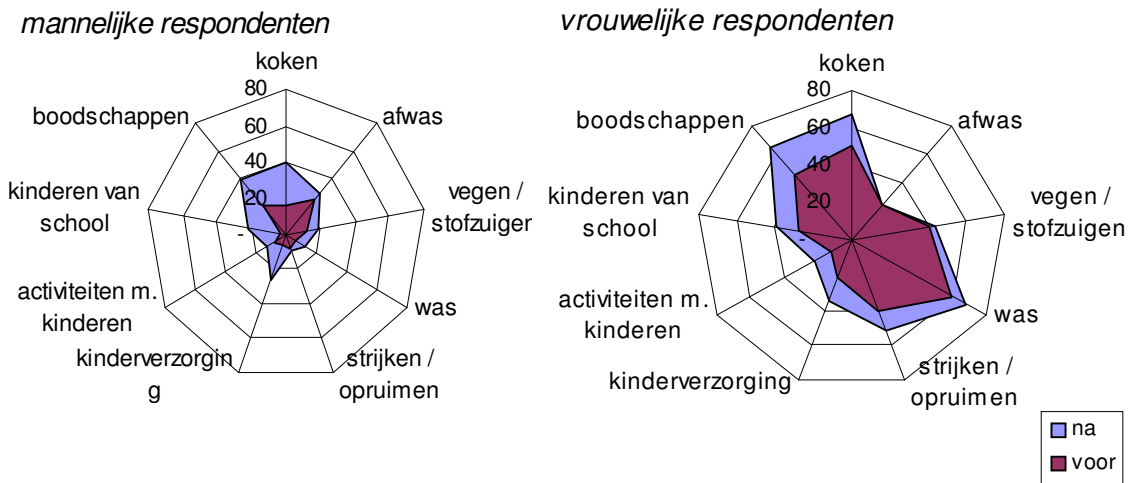 mannelijke respondenten
koken
80
60
40
20
-
afwas
vegen /
stofzuiger
was
strijken /
opruimen
kinderverzorgin
g
activiteiten m.
kinderen
kinderen van
school
boodschappen
vrouwelijke respondenten
koken
80
60
40
20
-
afwas
vegen /
stofzuigen
was
strijken /
opruimen
kinderverzorging
activiteiten m.
kinderen
kinderen van
school
boodschappen
na
voor